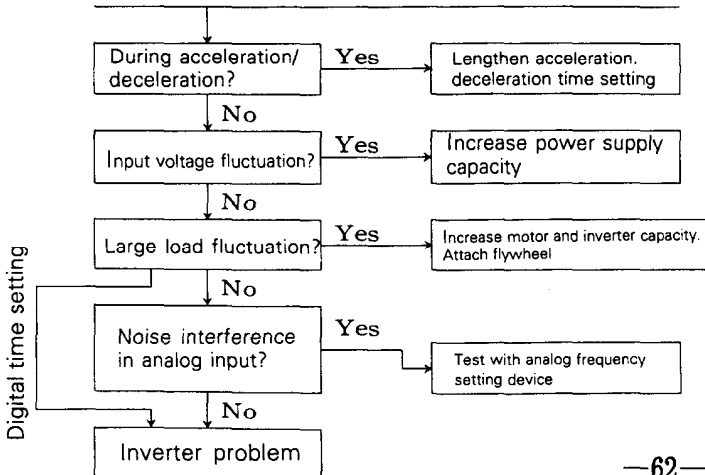 During acceleration/
deceleration?
Yes
Lengthen acceleration.
deceleration time setting
No
Input voltage fluctuation?
Yes
Increase power supply
capacity
No
Large load fluctuation?
Yes
Increase motor and inverter capacity.
Attach flywheel
No
Digital time setting
Noise interference
in analog input?
Yes
Test with analog frequency
setting device
No
Inverter problem
—62—